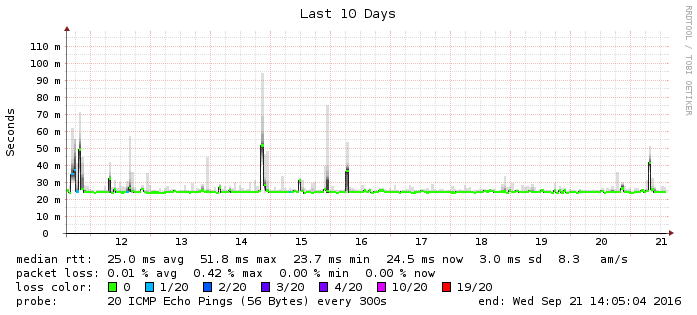 Last 10 Days
RRDTOOL / TOBI OETIKER
Seconds
110 m
100 m
90 m
80 m
70 m
60 m
50 m
40 m
30 m
20 m
10 m
0
12 13 14 15 16 17 18 19 20 21
median rtt: 25.0 ms avg 51.8 ms max 23.7 ms min 24.5 ms now 3.0 ms sd 8.3 am/s
packet loss: 0.01 % avg 0.42 % max 0.00 % min 0.00 % now
loss color: 0 1/20 2/20 3/20 4/20 10/20 19/20
probe: 20 ICMP Echo Pings (56 Bytes) every 300s end: Wed Sep 21 14:05:04 2016